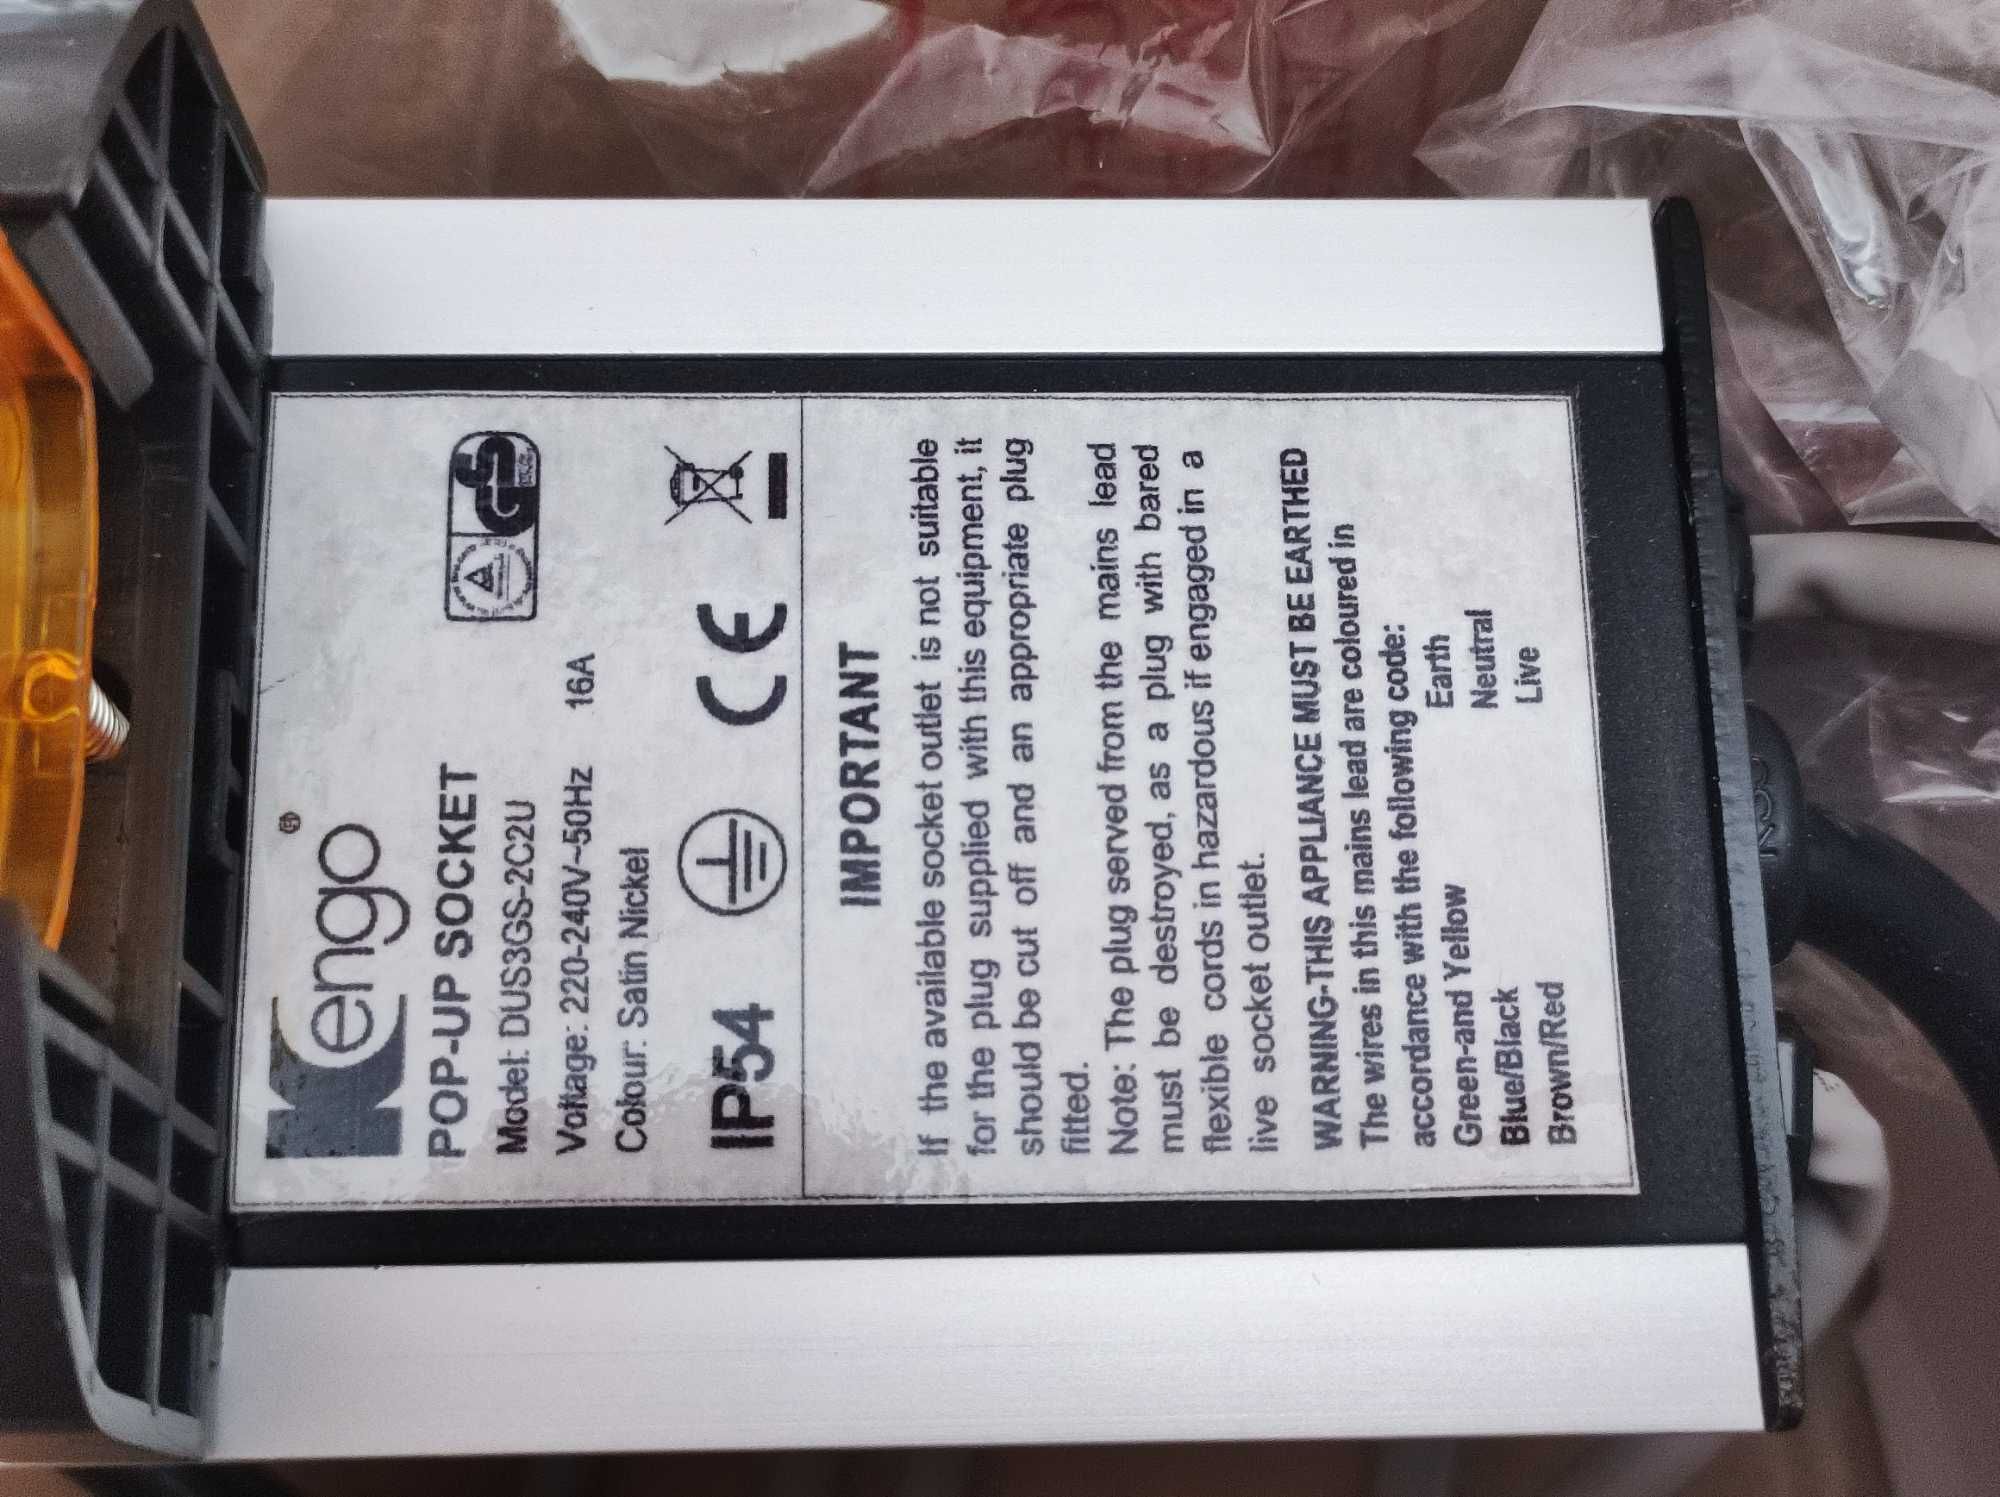 Kengo®
POP-UP SOCKET
Model: DUS3GS-2C2U
Voltage: 220-240V~50Hz 16A
Colour: Satin Nickel
GS
IP54 CE
IMPORTANT
If the available socket outlet is not suitable
for the plug supplied with this equipment, it
should be cut off and an appropriate plug
fitted.
Note: The plug served from the mains lead
must be destroyed, as a plug with bared
flexible cords in hazardous if engaged in a
live socket outlet.
WARNING-THIS APPLIANCE MUST BE EARTHED
The wires in this mains lead are coloured in
accordance with the following code:
Green-and Yellow Earth
Blue/Black Neutral
Brown/Red Live